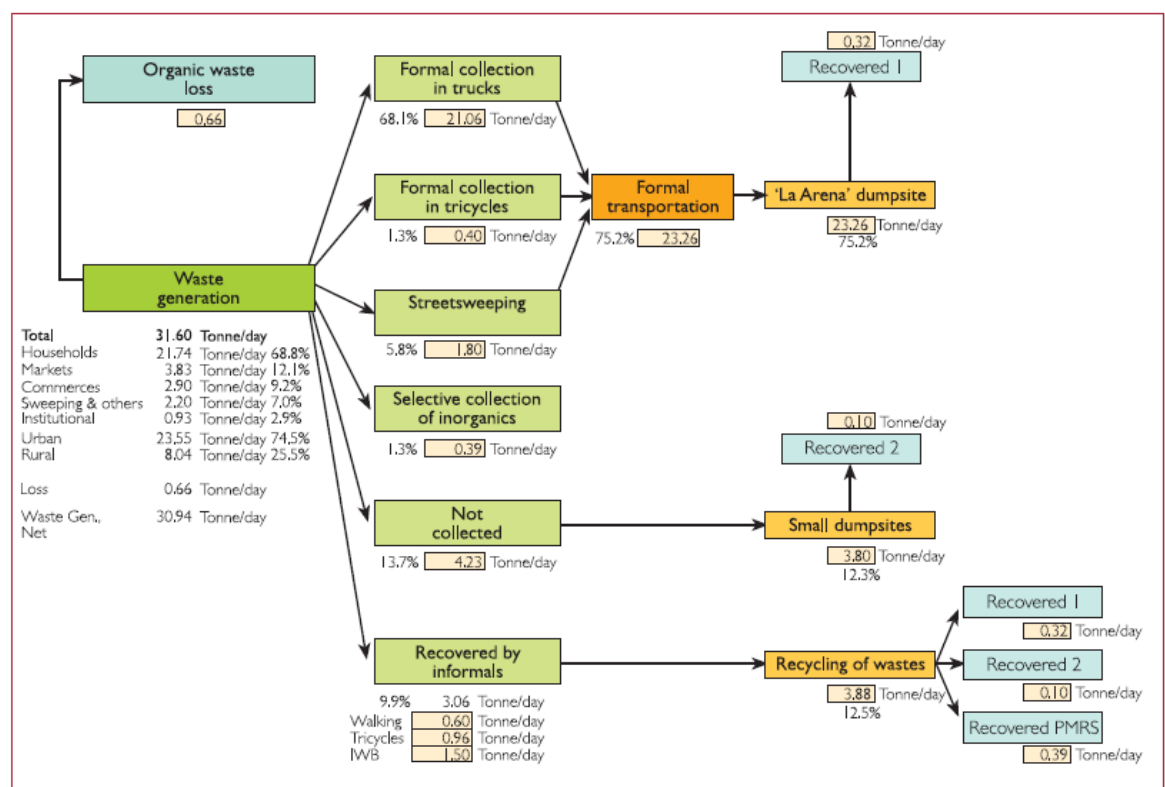 Organic waste
loss
0.66
Waste
generation
Total 31.60 Tonne/day
Households 21.74 Tonne/day 68.8%
Markets 3.83 Tonne/day 12.1%
Commerces 2.90 Tonne/day 9.2%
Sweeping & others 2.20 Tonne/day 7.0%
Institutional 0.93 Tonne/day 2.9%
Urban 23.55 Tonne/day 74.5%
Rural 8.04 Tonne/day 25.5%
Loss 0.66 Tonne/day
Waste Gen., 30.94 Tonne/day
Net
Formal collection
in trucks
68.1% 21.06 Tonne/day
Formal collection
in tricycles
1.3% 0.40 Tonne/day
Streetsweeping
5.8% 1.80 Tonne/day
Selective collection
of inorganics
1.3% 0.39 Tonne/day
Not
collected
13.7% 4.23 Tonne/day
Recovered by
informals
9.9% 3.06 Tonne/day
Walking 0.60 Tonne/day
Tricycles 0.96 Tonne/day
IWB 1.50 Tonne/day
Formal
transportation
75.2% 23.26
0.32 Tonne/day
Recovered 1
'La Arena' dumpsite
23.26 Tonne/day
75.2%
0.10 Tonne/day
Recovered 2
Small dumpsites
3.80 Tonne/day
12.3%
Recycling of wastes
3.88 Tonne/day
12.5%
Recovered 1
0.32 Tonne/day
Recovered 2
0.10 Tonne/day
Recovered PMRS
0.39 Tonne/day